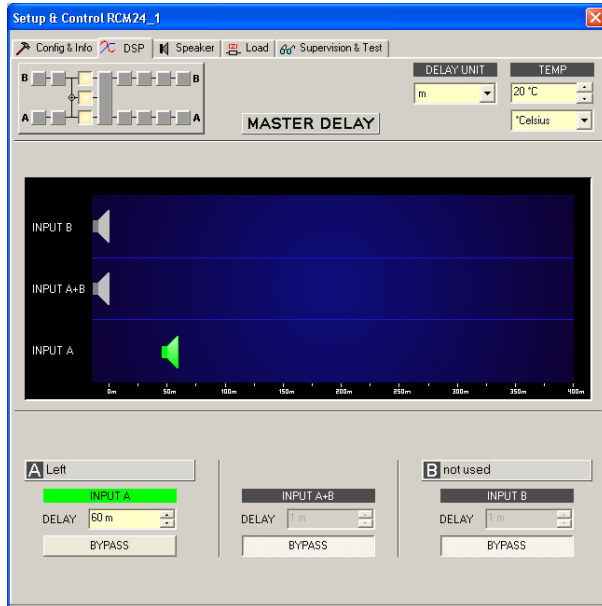 Setup & Control RCM24_1
Config & Info DSP Speaker Load Supervision & Test
DELAY UNIT TEMP
B B
m 20 °C
A A
MASTER DELAY
°Celsius
INPUT B
INPUT A+B
INPUT A
0m 50m 100m 150m 200m 250m 300m 350m 400m
A Left B not used
INPUT A INPUT A+B INPUT B
DELAY 60 m DELAY 1 m DELAY 1 m
BYPASS BYPASS BYPASS